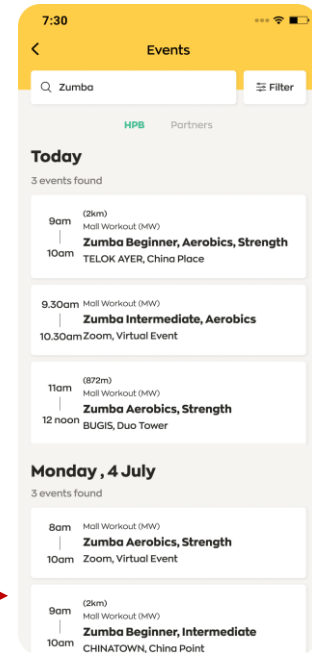 7:30
Events
Zumba
Filter
HPB Partners
Today
3 events found
(2km)
9am Mall Workout (MW)
Zumba Beginner, Aerobics, Strength
10am TELOK AYER, China Place
9.30am Mall Workout (MW)
Zumba Intermediate, Aerobics
10.30am Zoom, Virtual Event
(872m)
11am Mall Workout (MW)
Zumba Aerobics, Strength
12 noon BUGIS, Duo Tower
Monday , 4 July
3 events found
8am Mall Workout (MW)
Zumba Aerobics, Strength
10am Zoom, Virtual Event
(2km)
9am Mall Workout (MW)
Zumba Beginner, Intermediate
10am CHINATOWN, China Point